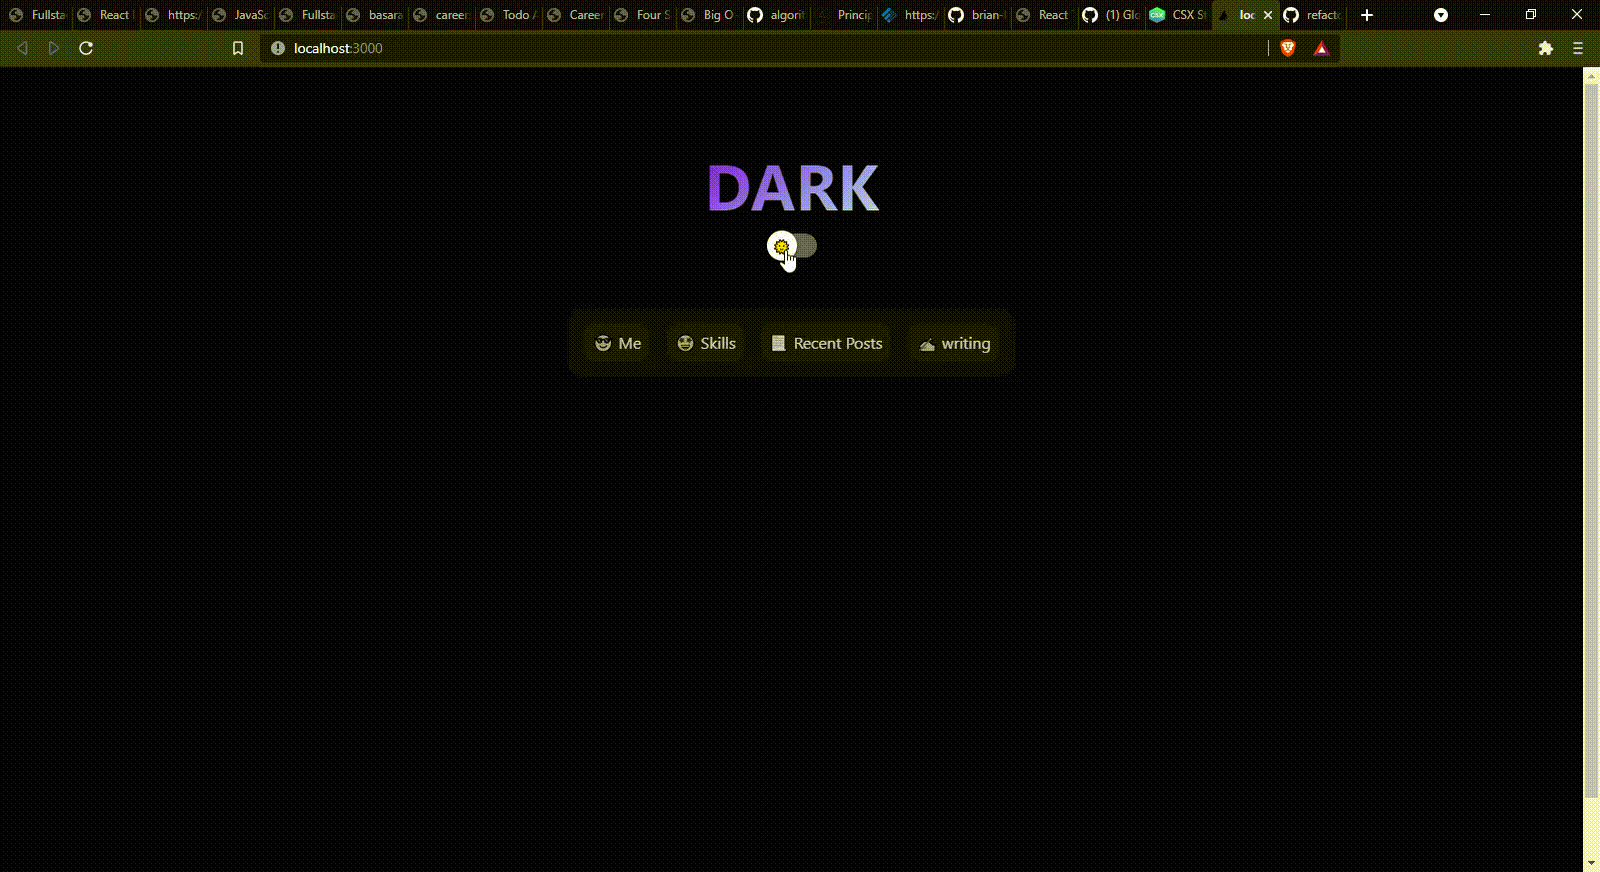 Fullsta React https:/ JavaSc Fullsta basara career Todo A Career Four S Big O algorit Princip https:/ brian- React (1) Glo CSX St loc refacto
localhost:3000
DARK
Me Skills Recent Posts writing